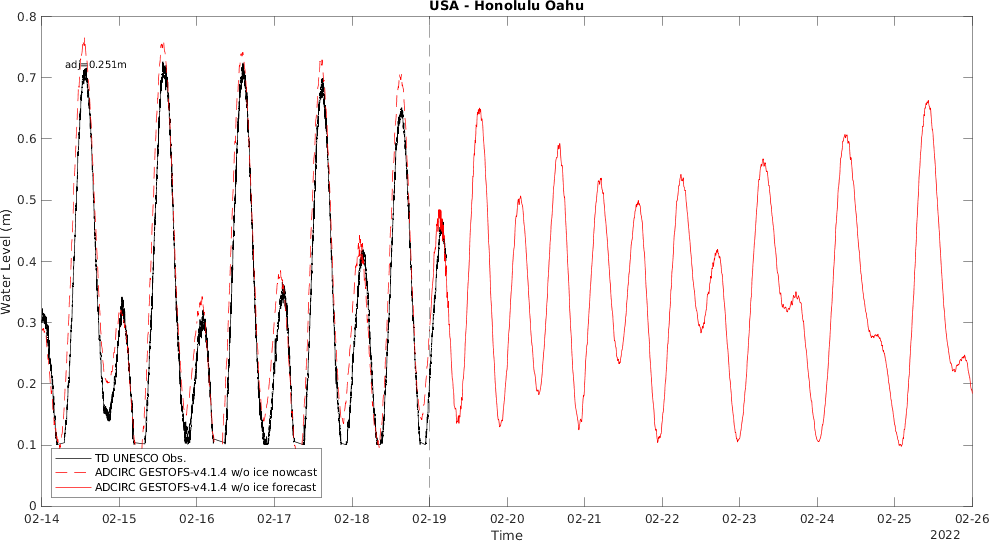 USA - Honolulu Oahu
0.8
0.7
0.6
0.5
0.4
0.3
0.2
0.1
0
Water Level (m)
adj=0.251m
TD UNESCO Obs.
ADCIRC GESTOFS-v4.1.4 w/o ice nowcast
ADCIRC GESTOFS-v4.1.4 w/o ice forecast
02-14 02-15 02-16 02-17 02-18 02-19 02-20 02-21 02-22 02-23 02-24 02-25 02-26
Time
2022